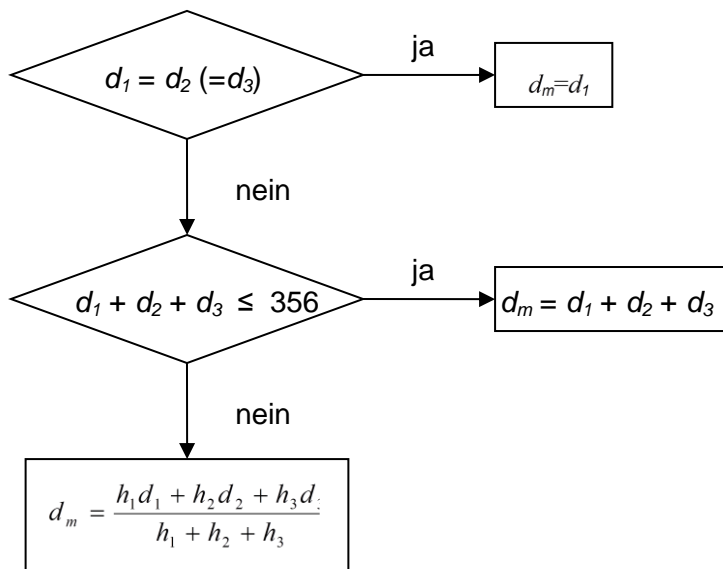 d₁ = d₂ (=d₃)
ja
dₘ=d₁
nein
d₁ + d₂ + d₃ ≤ 356
ja
dₘ = d₁ + d₂ + d₃
nein
dₘ = (h₁d₁ + h₂d₂ + h₃d) / (h₁ + h₂ + h₃)